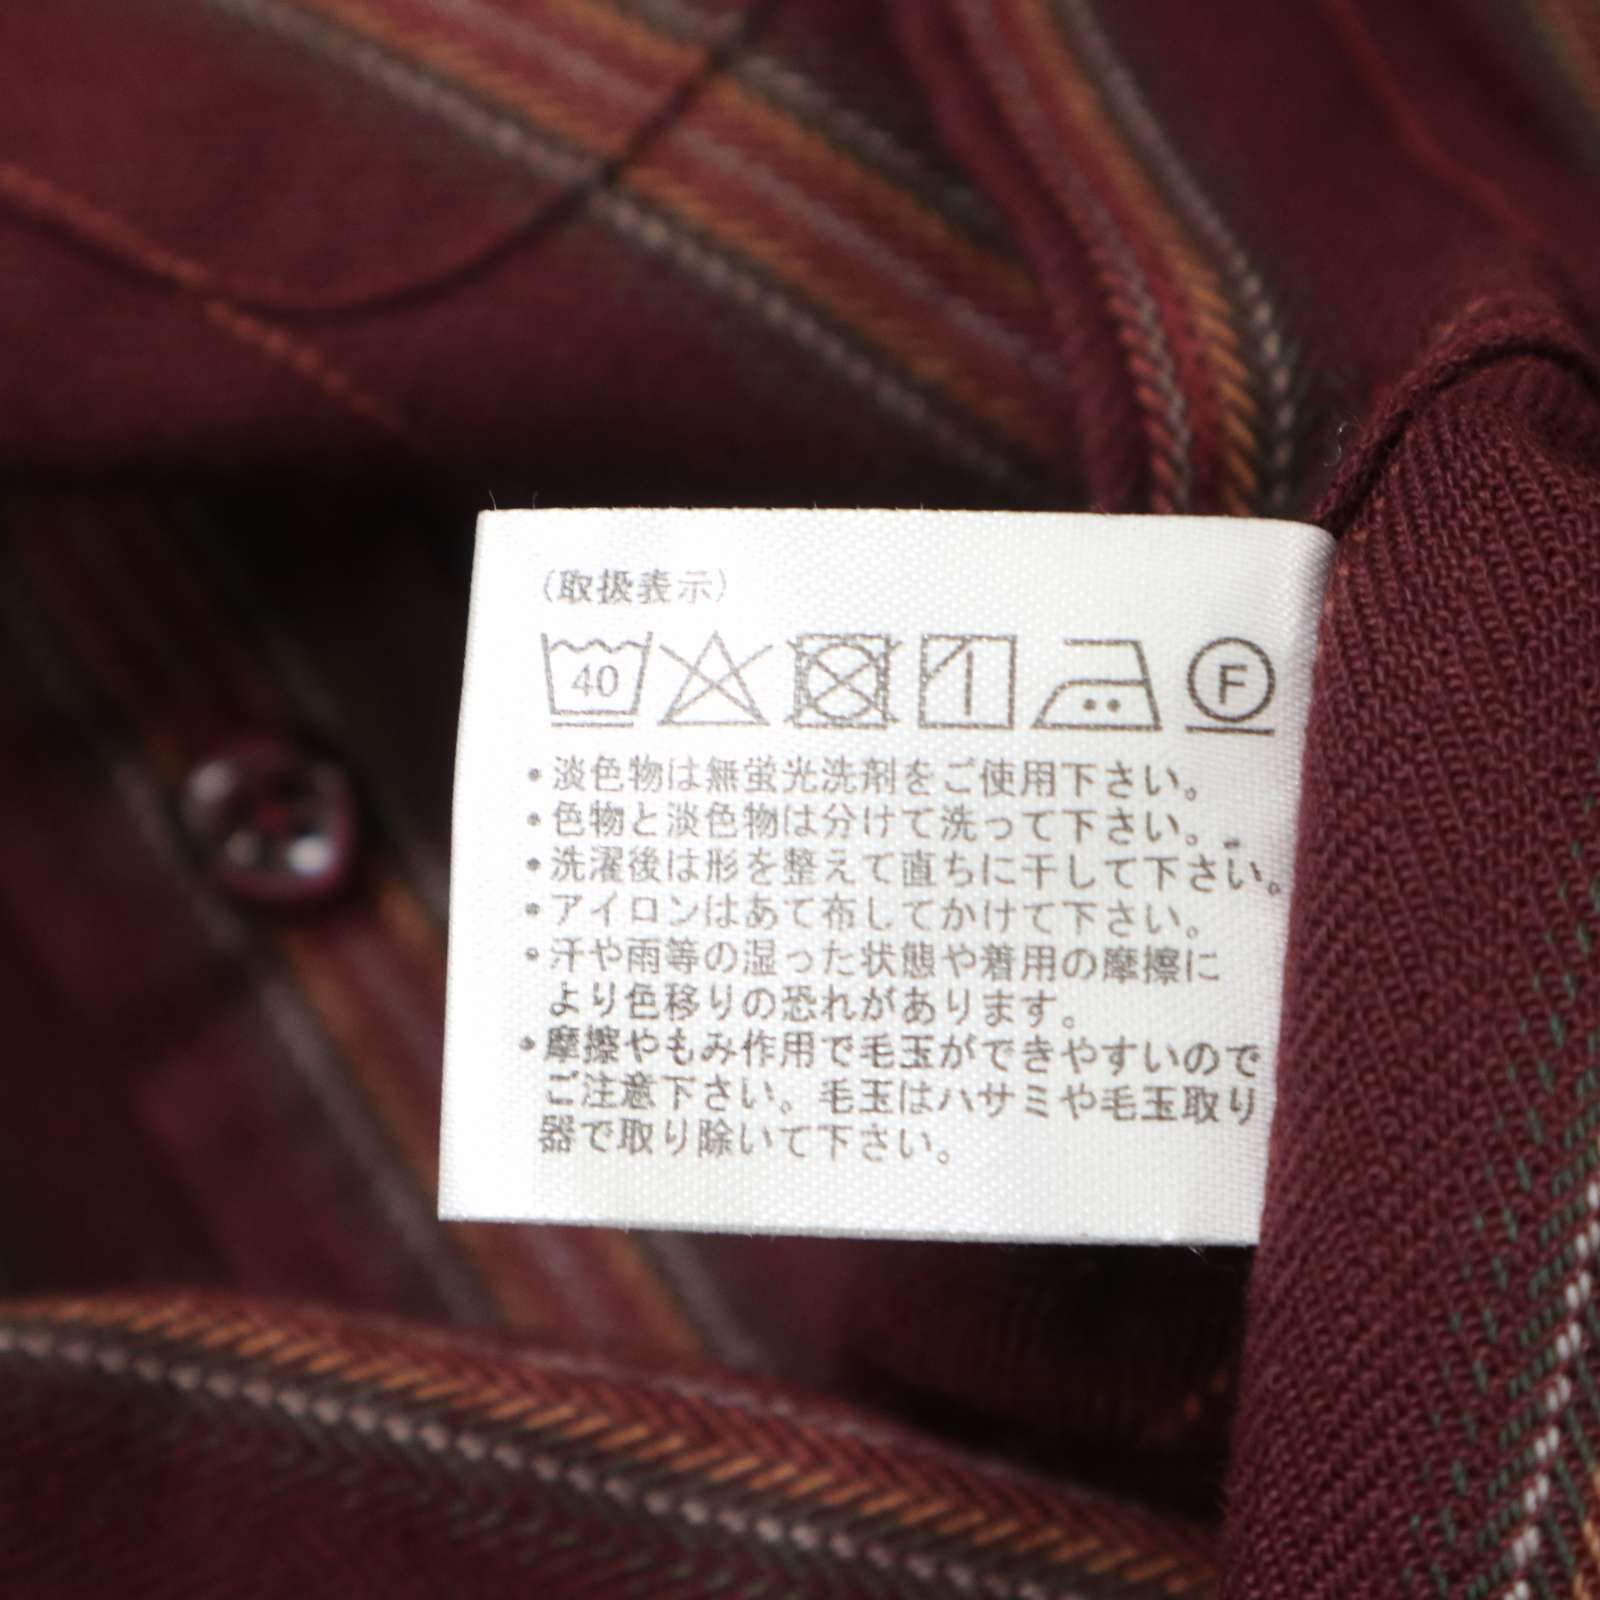 (取扱表示)
40 F
・淡色物は無蛍光洗剤をご使用下さい。
・色物と淡色物は分けて洗って下さい。
・洗濯後は形を整えて直ちに干して下さい。
・アイロンはあて布してかけて下さい。
・汗や雨等の湿った状態や着用の摩擦に
より色移りの恐れがあります。
・摩擦やもみ作用で毛玉ができやすいので
ご注意下さい。毛玉はハサミや毛玉取り
器で取り除いて下さい。